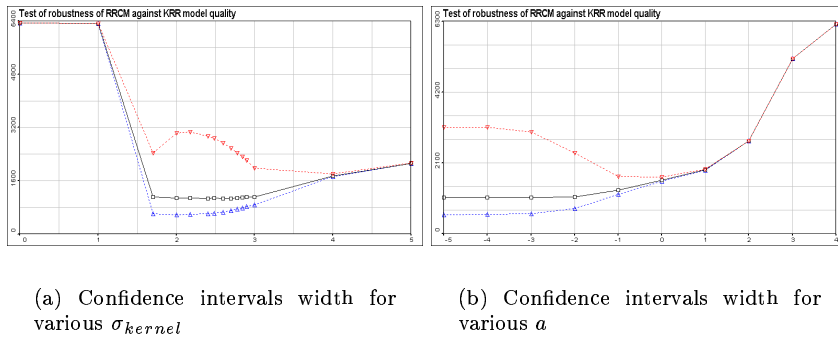 Test of robustness of RRCM against KRR model quality
6400
4800
3200
1600
0
0 1 2 3 4 5
Test of robustness of RRCM against KRR model quality
6300
4200
2100
0
-5 -4 -3 -2 -1 0 1 2 3 4
(a) Confidence intervals width for
various σkernel
(b) Confidence intervals width for
various a